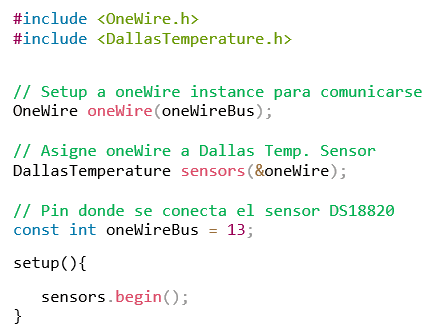 #include <OneWire.h>
#include <DallasTemperature.h>
// Setup a oneWire instance para comunicarse
OneWire oneWire(oneWireBus);
// Asigne oneWire a Dallas Temp. Sensor
DallasTemperature sensors(&oneWire);
// Pin donde se conecta el sensor DS18820
const int oneWireBus = 13;
setup(){
sensors.begin();
}